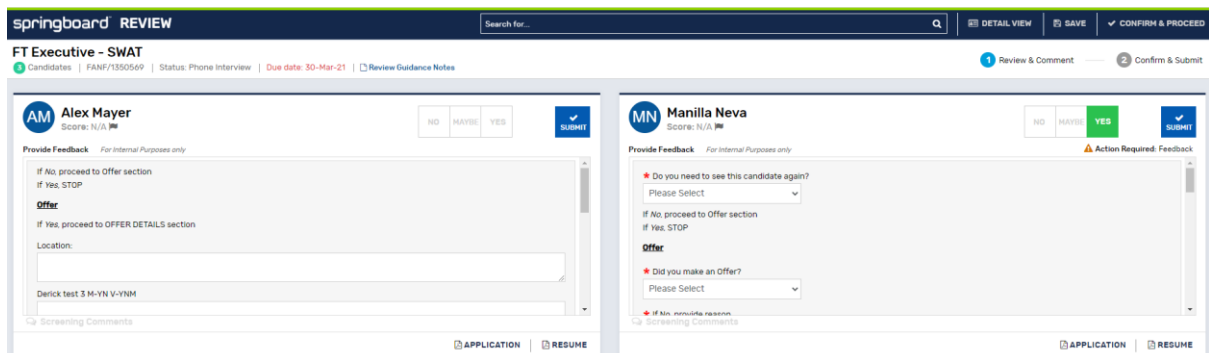 springboard REVIEW
Search for...
DETAIL VIEW
SAVE
CONFIRM & PROCEED
FT Executive - SWAT
3 Candidates | FANF/1350569 | Status: Phone Interview | Due date: 30-Mar-21 | Review Guidance Notes
1 Review & Comment
2 Confirm & Submit
AM
Alex Mayer
Score: N/A
NO MAYBE YES
SUBMIT
Provide Feedback For Internal Purposes only
If No, proceed to Offer section
If Yes, STOP
Offer
If Yes, proceed to OFFER DETAILS section
Location:
Derick test 3 M-YN V-YNM
Screening Comments
APPLICATION | RESUME
MN
Manilla Neva
Score: N/A
NO MAYBE YES
SUBMIT
Provide Feedback For Internal Purposes only
Action Required: Feedback
* Do you need to see this candidate again?
Please Select
If No, proceed to Offer section
If Yes, STOP
Offer
* Did you make an Offer?
Please Select
* If No, provide reason
Screening Comments
APPLICATION | RESUME